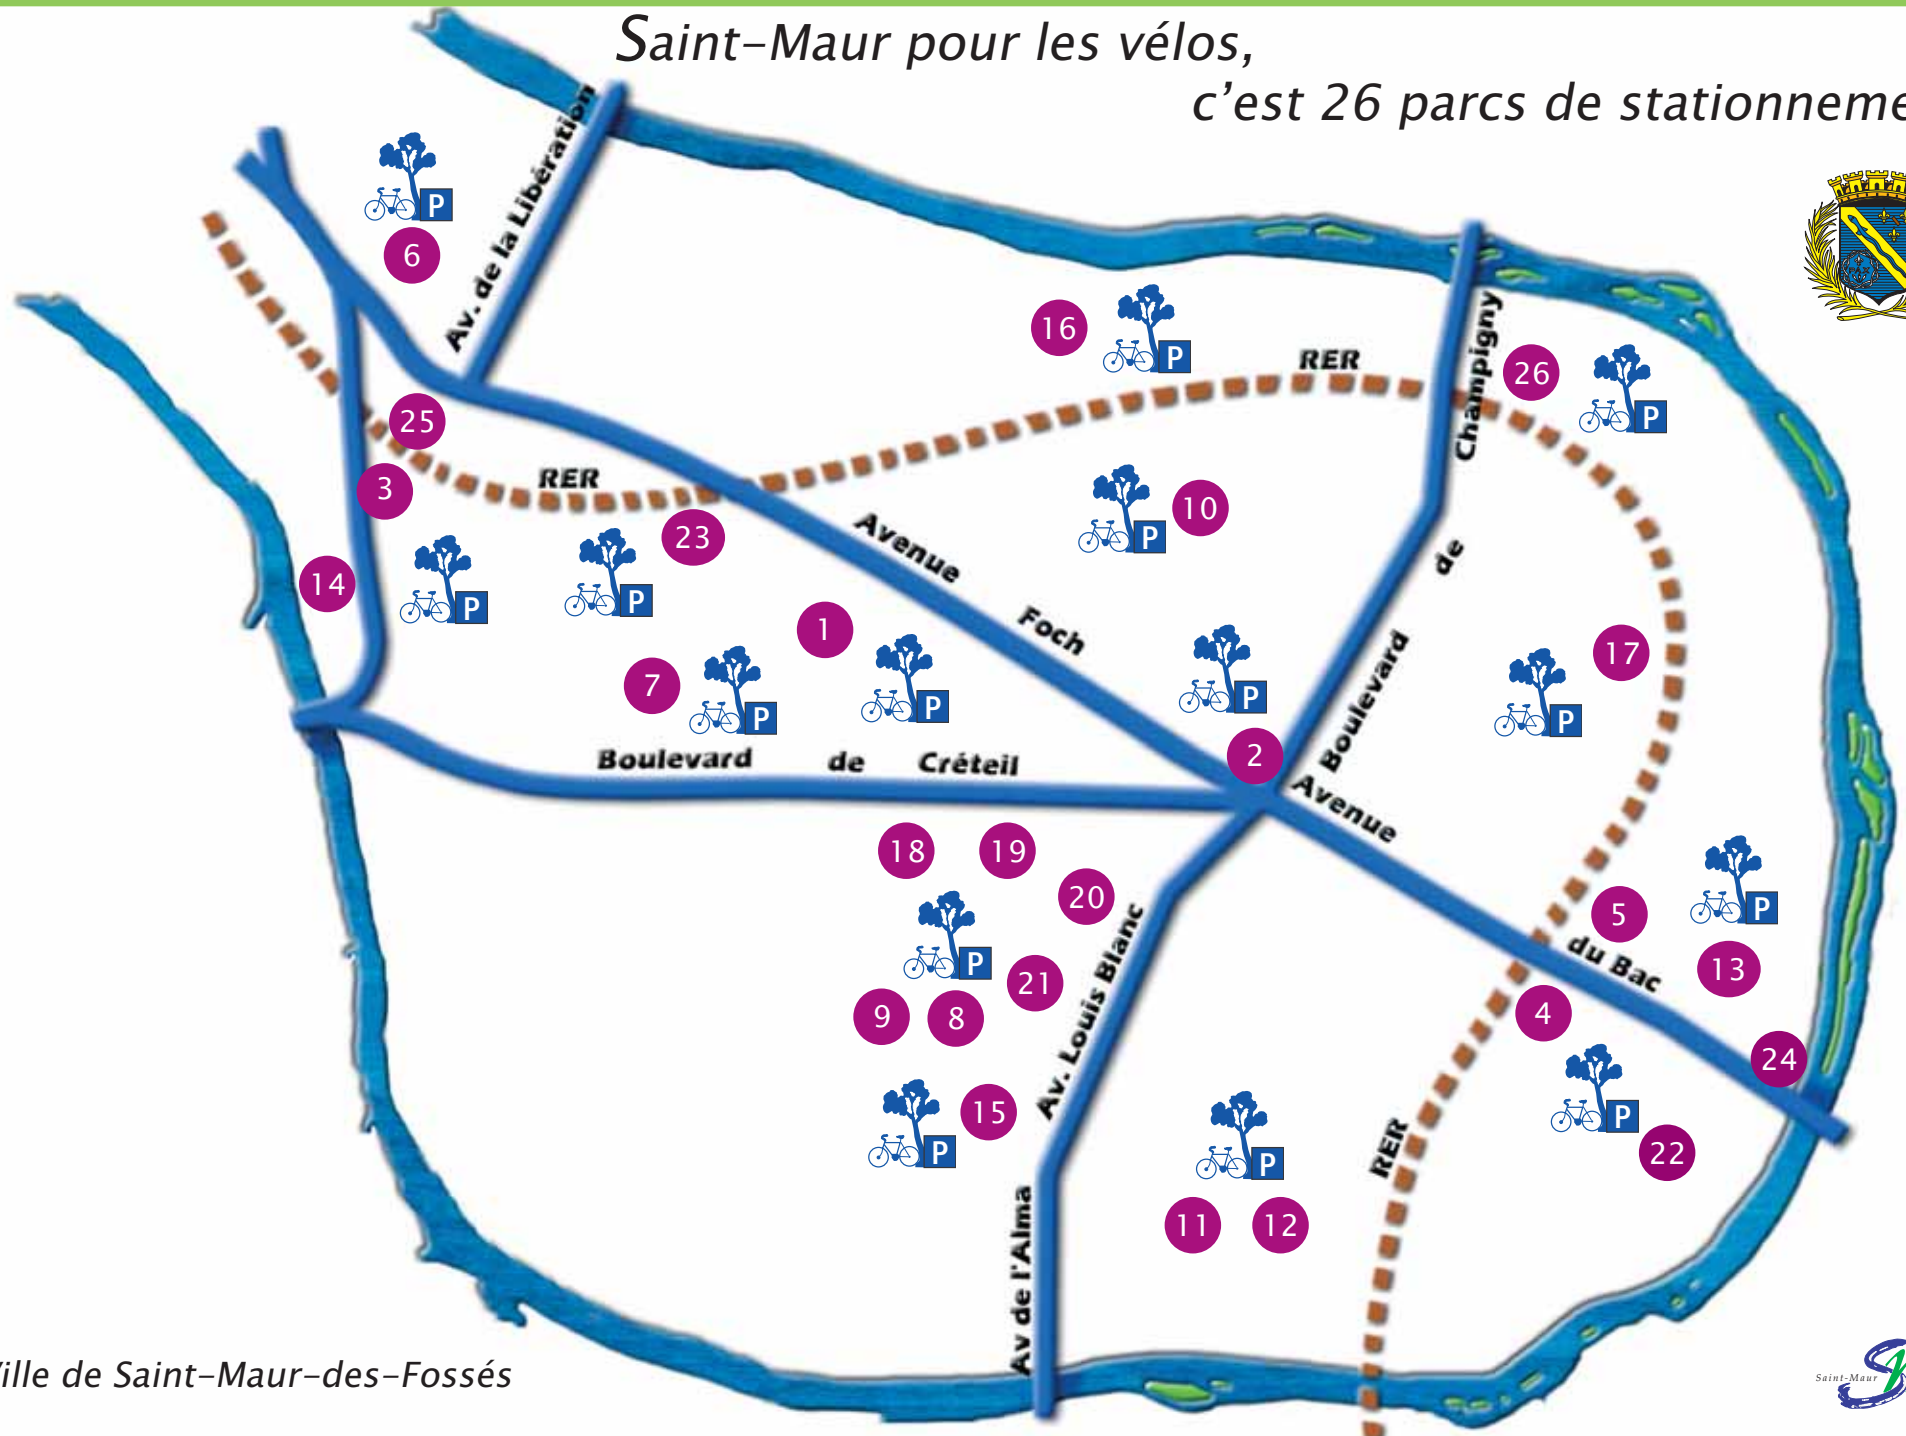 Saint-Maur pour les vélos,
c'est 26 parcs de stationneme
Av. de la Libération
P
6
16
P
RER
Champigny
26
P
PAX
25
3
RER
23
P
10
Avenue
de
14
P
P
1
Foch
P
17
7
P
P
P
Boulevard
Boulevard de Créteil
2
Avenue
18
19
20
P
21
9
8
Av. Louis Blanc
5
P
du Bac
13
4
24
P
15
P
P
22
RER
11
12
Av de l'Alma
ille de Saint-Maur-des-Fossés
Saint-Maur